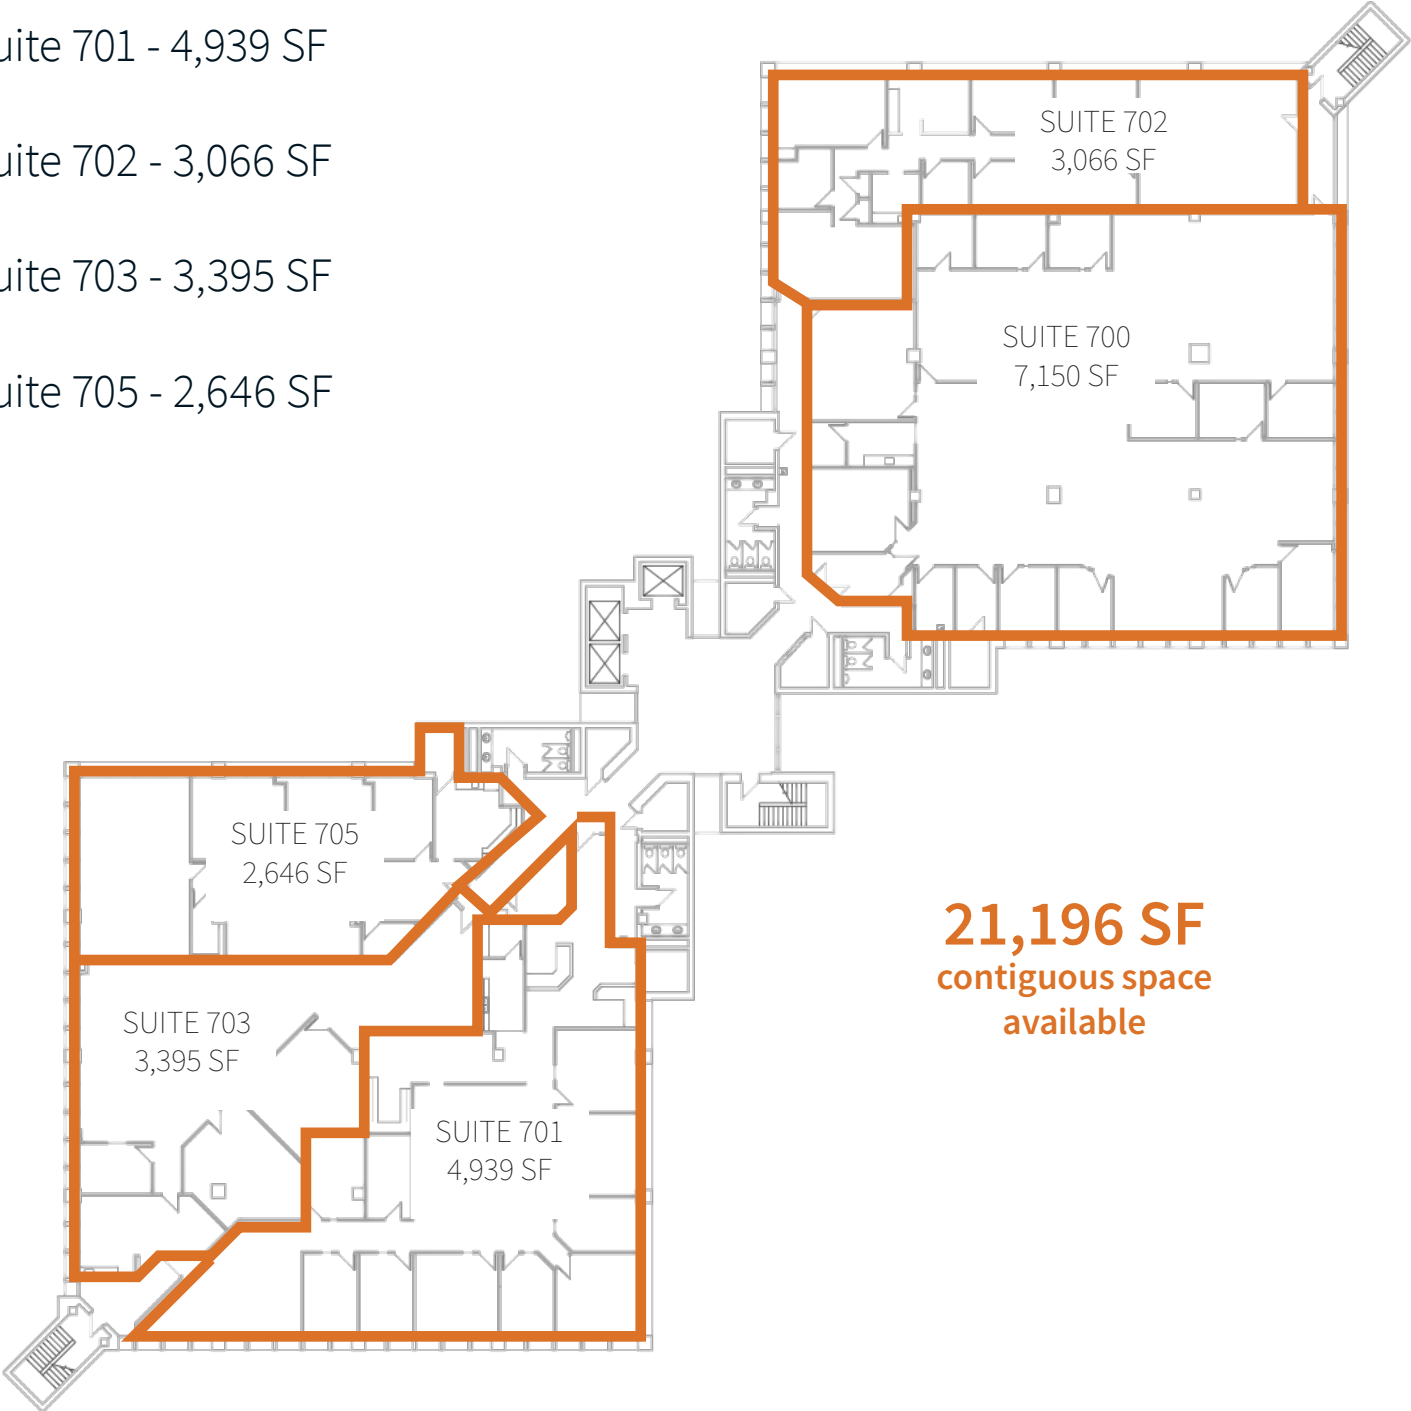 uite 701 - 4,939 SF
uite 702 - 3,066 SF
uite 703 - 3,395 SF
uite 705 - 2,646 SF
SUITE 702
3,066 SF
SUITE 700
7,150 SF
SUITE 705
2,646 SF
SUITE 703
3,395 SF
SUITE 701
4,939 SF
21,196 SF
contiguous space
available